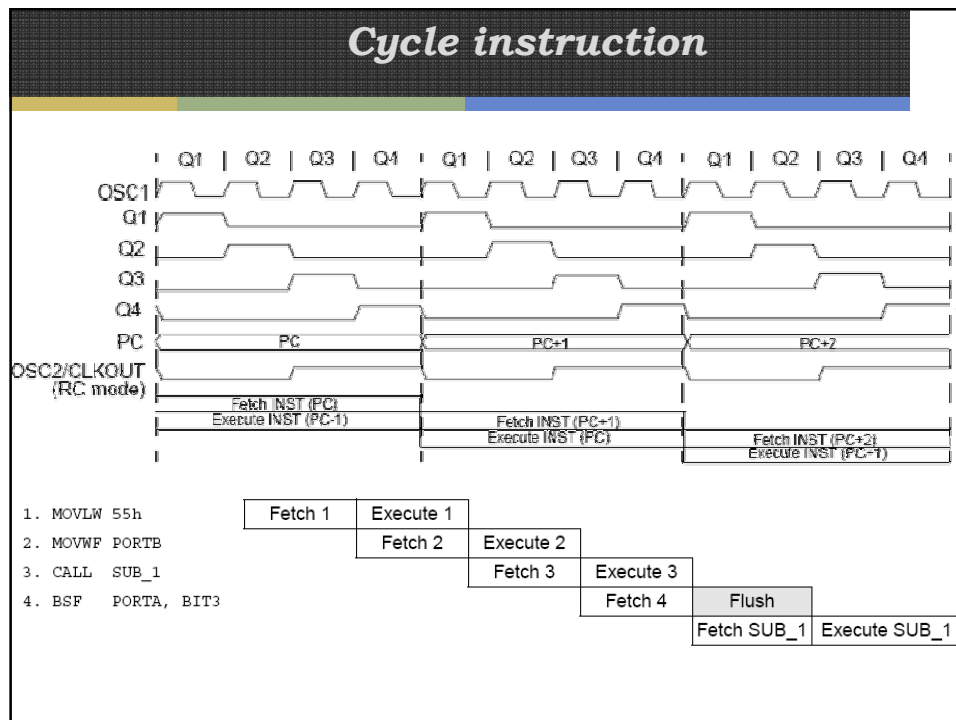 Cycle instruction
Q1 | Q2 | Q3 | Q4 Q1 | Q2 | Q3 | Q4 Q1 | Q2 | Q3 | Q4
OSC1
Q1
Q2
Q3
Q4
PC PC PC+1 PC+2
OSC2/CLKOUT
(RC mode)
Fetch INST (PC)
Execute INST (PC-1) Fetch INST (PC+1)
Execute INST (PC) Fetch INST (PC+2)
Execute INST (PC+1)
1. MOVLW 55h Fetch 1 Execute 1
2. MOVWF PORTB Fetch 2 Execute 2
3. CALL SUB_1 Fetch 3 Execute 3
4. BSF PORTA, BIT3 Fetch 4 Flush
Fetch SUB_1 Execute SUB_1